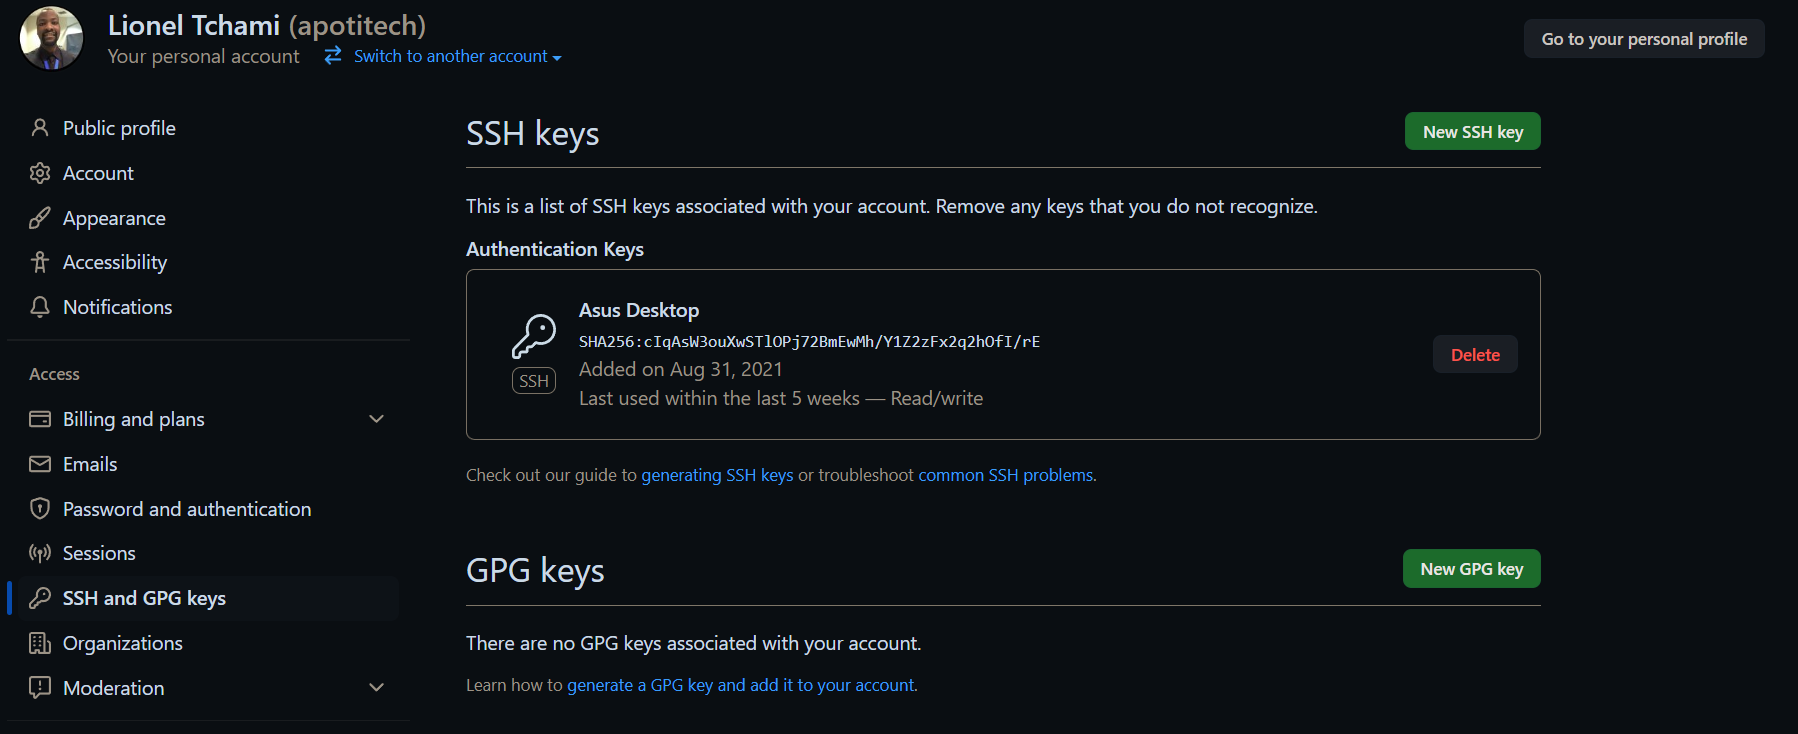 Lionel Tchami (apotitech)
Your personal account
Switch to another account
Go to your personal profile
Public profile
Account
Appearance
Accessibility
Notifications
Access
Billing and plans
Emails
Password and authentication
Sessions
SSH and GPG keys
Organizations
Moderation
SSH keys
New SSH key
This is a list of SSH keys associated with your account. Remove any keys that you do not recognize.
Authentication Keys
Asus Desktop
SHA256:cIqAsW3ouXwSTlOPj72BmEwMh/Y1Z2zFx2q2hOfI/rE
SSH
Added on Aug 31, 2021
Last used within the last 5 weeks — Read/write
Delete
Check out our guide to generating SSH keys or troubleshoot common SSH problems.
GPG keys
New GPG key
There are no GPG keys associated with your account.
Learn how to generate a GPG key and add it to your account.